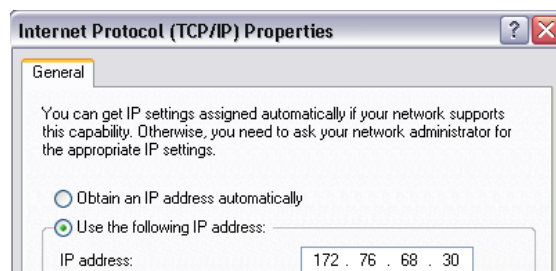 Internet Protocol (TCP/IP) Properties
General
You can get IP settings assigned automatically if your network supports
this capability. Otherwise, you need to ask your network administrator for
the appropriate IP settings.
Obtain an IP address automatically
Use the following IP address:
IP address: 172 . 76 . 68 . 30